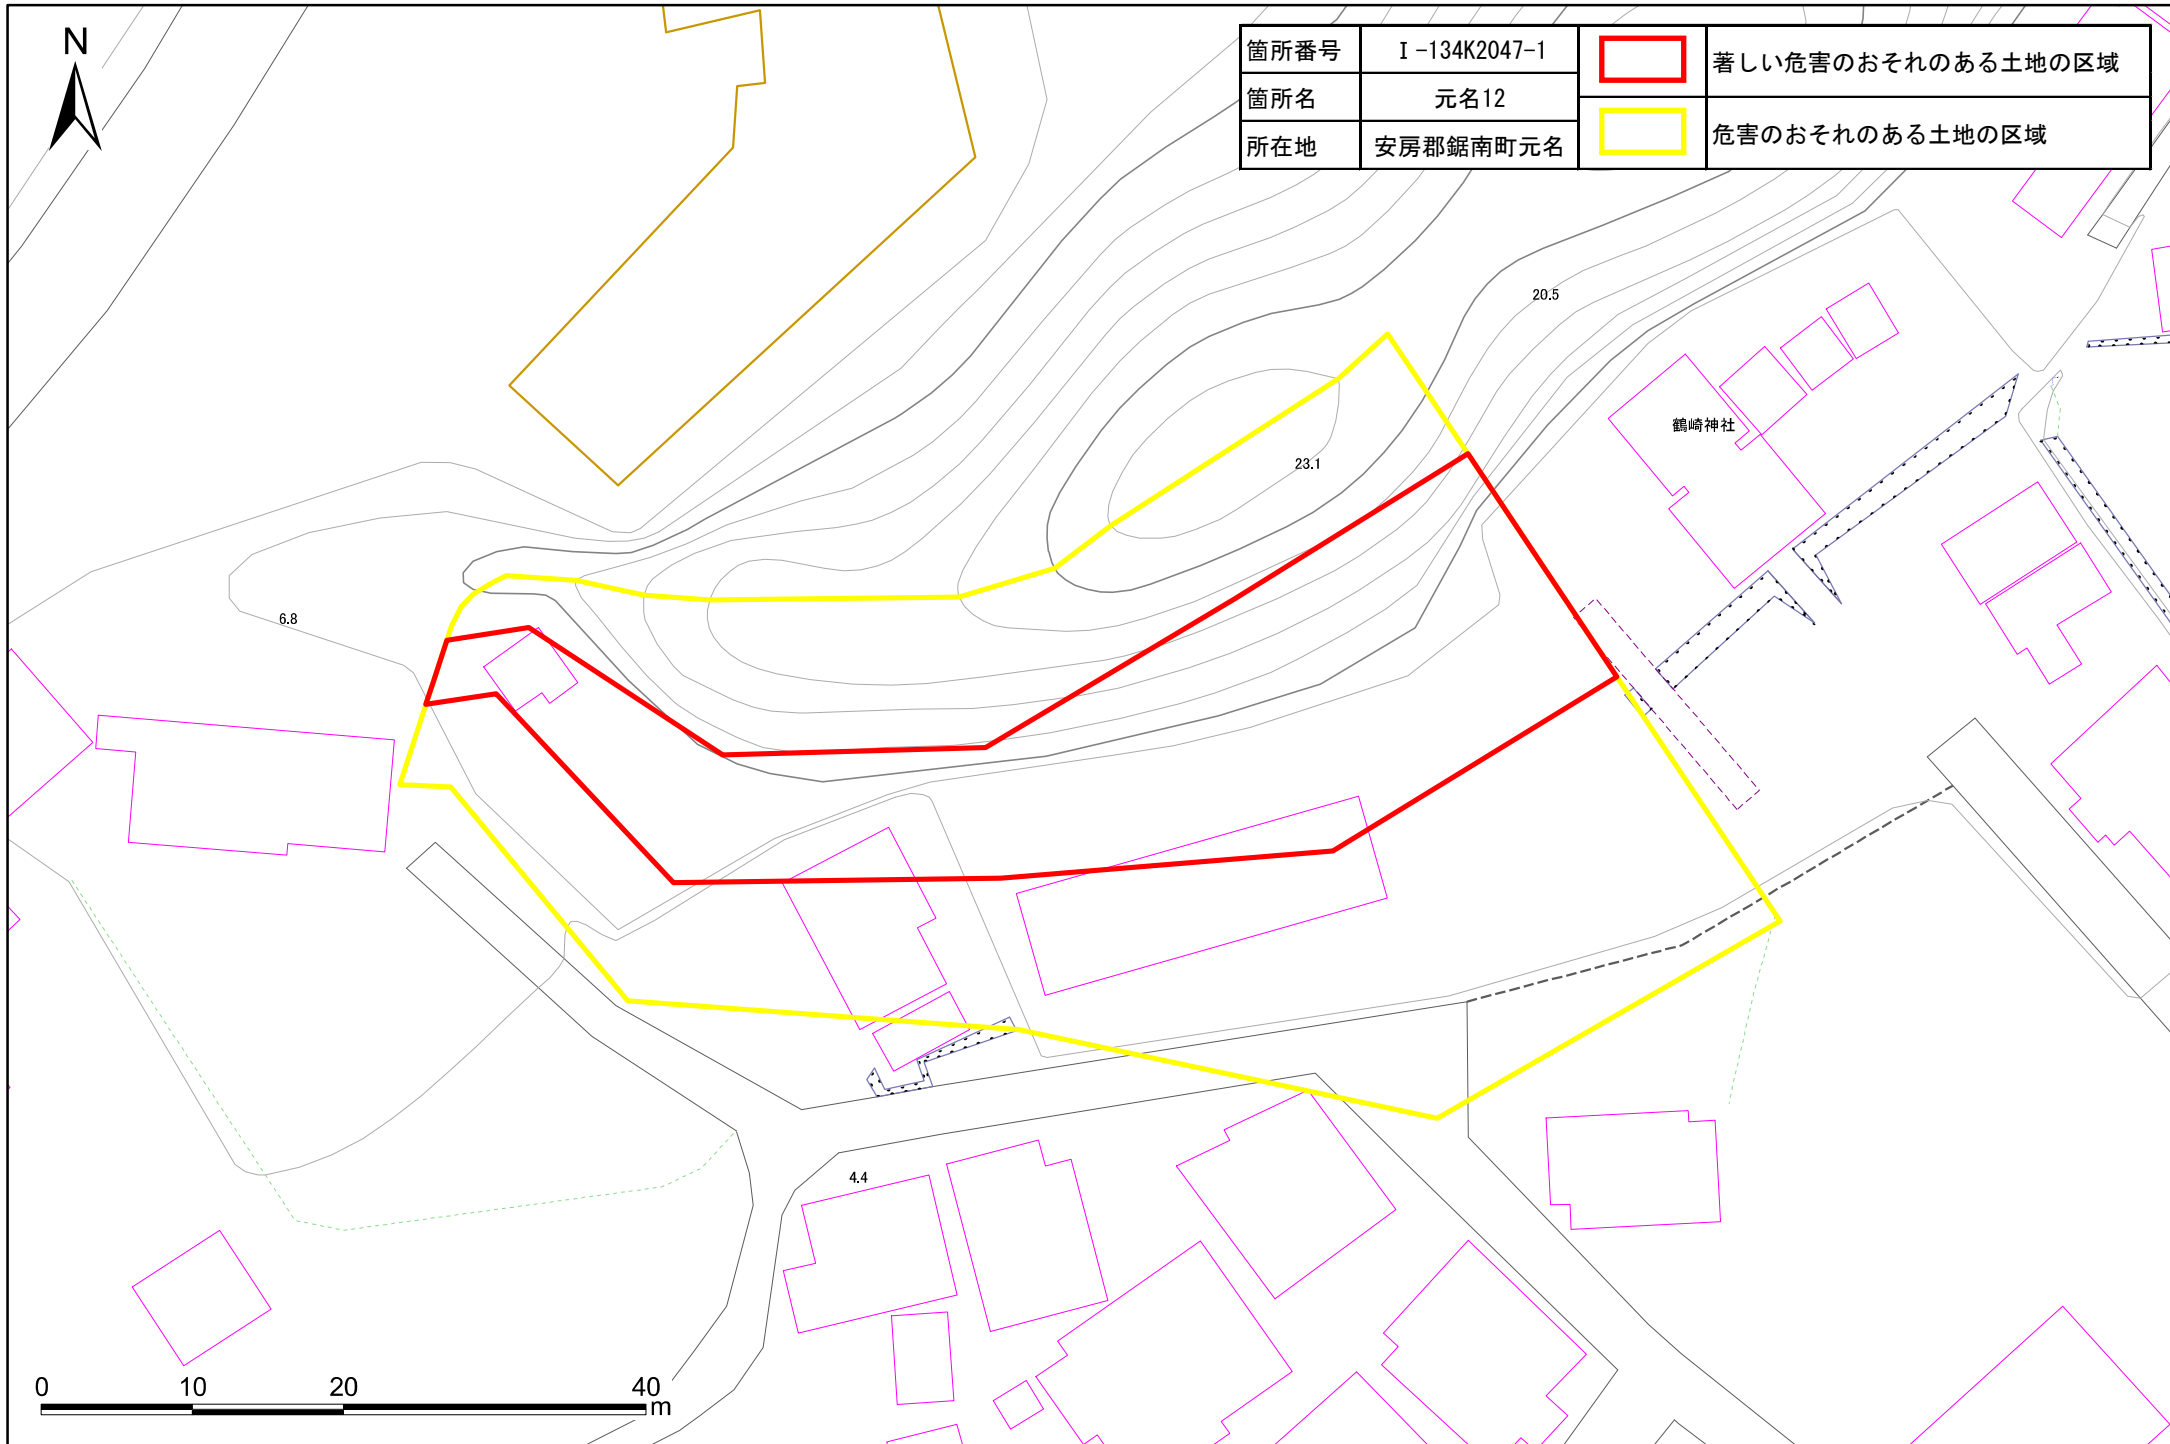 N
箇所番号 Ⅰ-134K2047-1 著しい危害のおそれのある土地の区域
箇所名 元名12 危害のおそれのある土地の区域
所在地 安房郡鋸南町元名
20.5
鶴崎神社
23.1
6.8
4.4
0 10 20 40
m